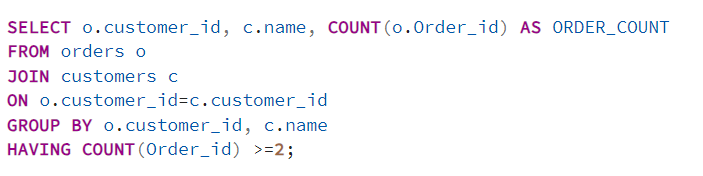 SELECT o.customer_id, c.name, COUNT(o.Order_id) AS ORDER_COUNT
FROM orders o
JOIN customers c
ON o.customer_id=c.customer_id
GROUP BY o.customer_id, c.name
HAVING COUNT(Order_id) >=2;